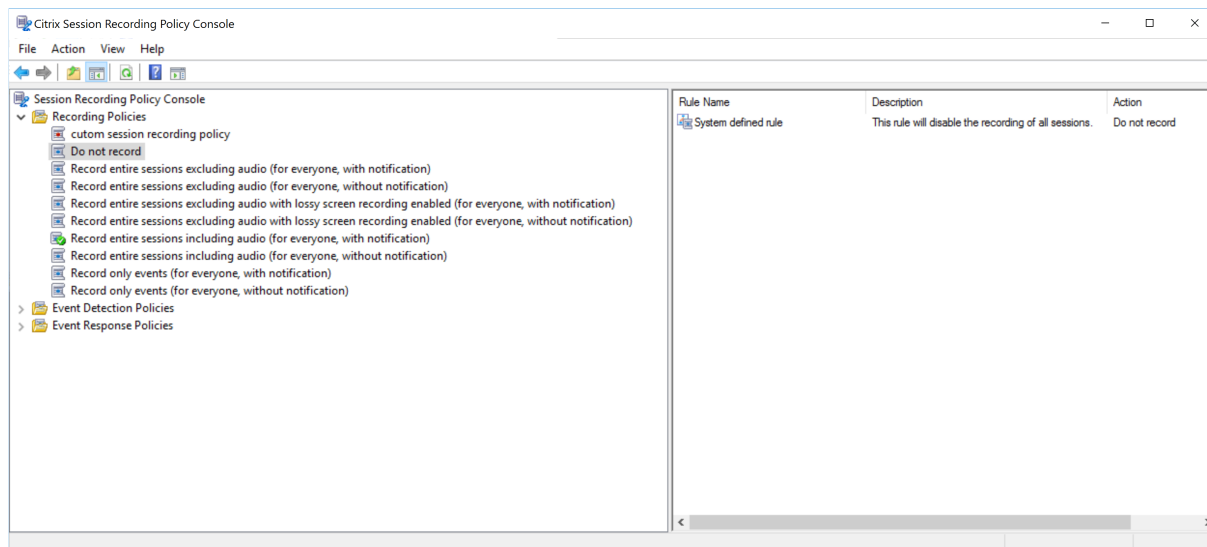 Citrix Session Recording Policy Console
File Action View Help
Session Recording Policy Console
Recording Policies
cutom session recording policy
Do not record
Record entire sessions excluding audio (for everyone, with notification)
Record entire sessions excluding audio (for everyone, without notification)
Record entire sessions excluding audio with lossy screen recording enabled (for everyone, with notification)
Record entire sessions excluding audio with lossy screen recording enabled (for everyone, without notification)
Record entire sessions including audio (for everyone, with notification)
Record entire sessions including audio (for everyone, without notification)
Record only events (for everyone, with notification)
Record only events (for everyone, without notification)
Event Detection Policies
Event Response Policies
Rule Name Description Action
System defined rule This rule will disable the recording of all sessions. Do not record